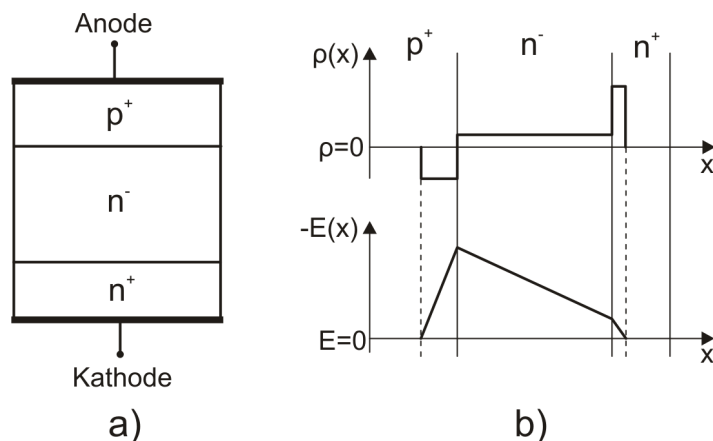 Anode
p⁺
n⁻
n⁺
Kathode
a)
ρ(x)
p⁺
n⁻
n⁺
ρ=0
x
-E(x)
E=0
x
b)